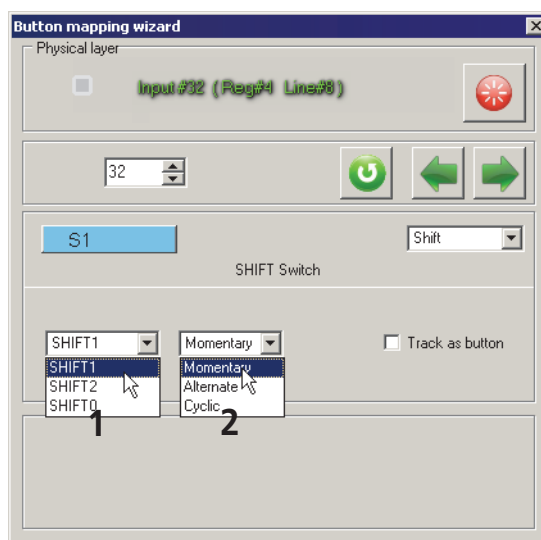 Button mapping wizard
Physical layer
Input#32 (Reg#4 Line#8)
32
S1
Shift
SHIFT Switch
SHIFT1
Momentary
Track as button
SHIFT1
SHIFT2
SHIFT0
Momentary
Alternate
Cyclic
1
2